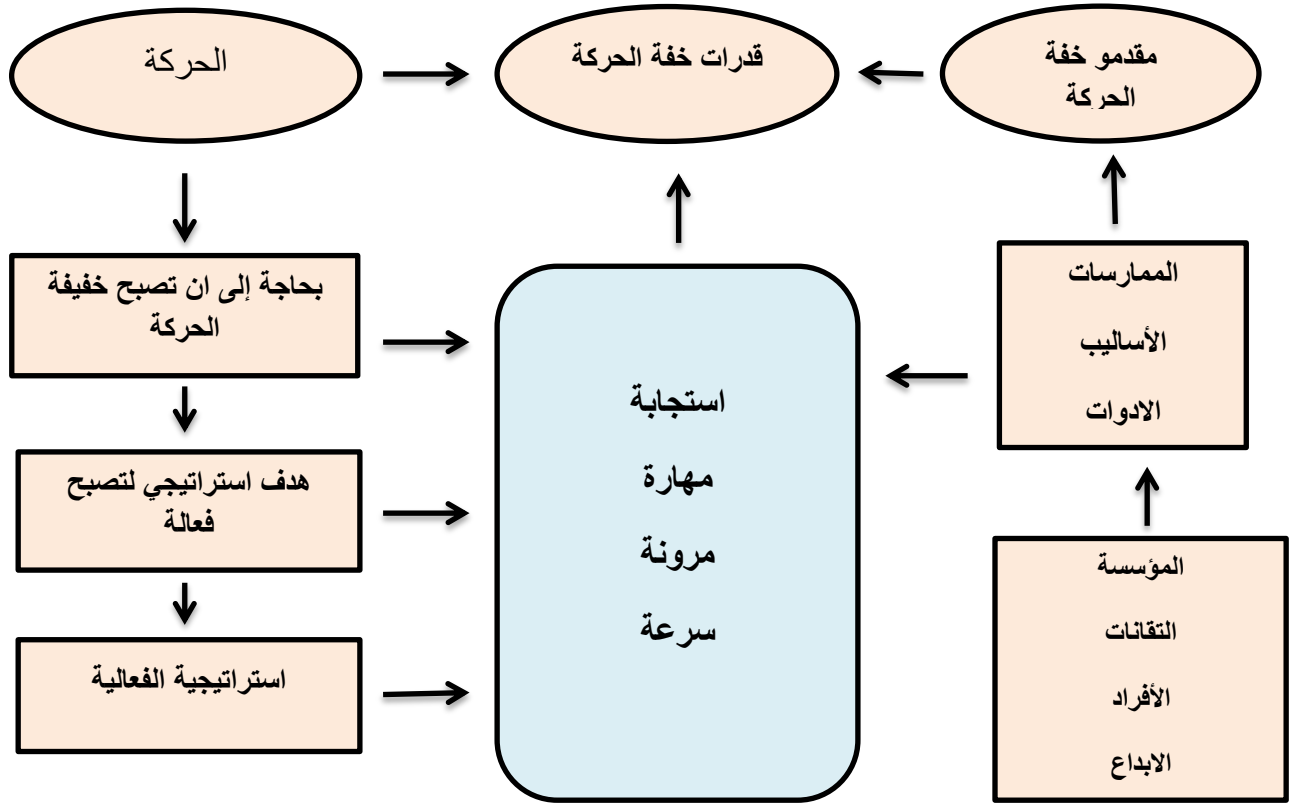 مقدمو خفة
الحركة
قدرات خفة الحركة
الحركة
الممارسات
الأساليب
الادوات
المؤسسة
التقانات
الأفراد
الابداع
استجابة
مهارة
مرونة
سرعة
بحاجة إلى ان تصبح خفيفة
الحركة
هدف استراتيجي لتصبح
فعالة
استراتيجية الفعالية